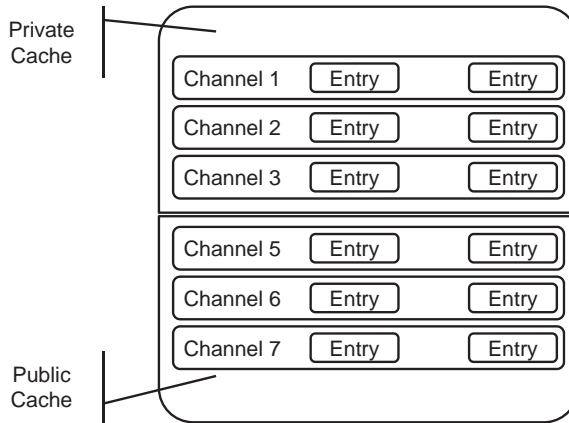 Private
Cache
Channel 1 Entry Entry
Channel 2 Entry Entry
Channel 3 Entry Entry
Channel 5 Entry Entry
Channel 6 Entry Entry
Channel 7 Entry Entry
Public
Cache